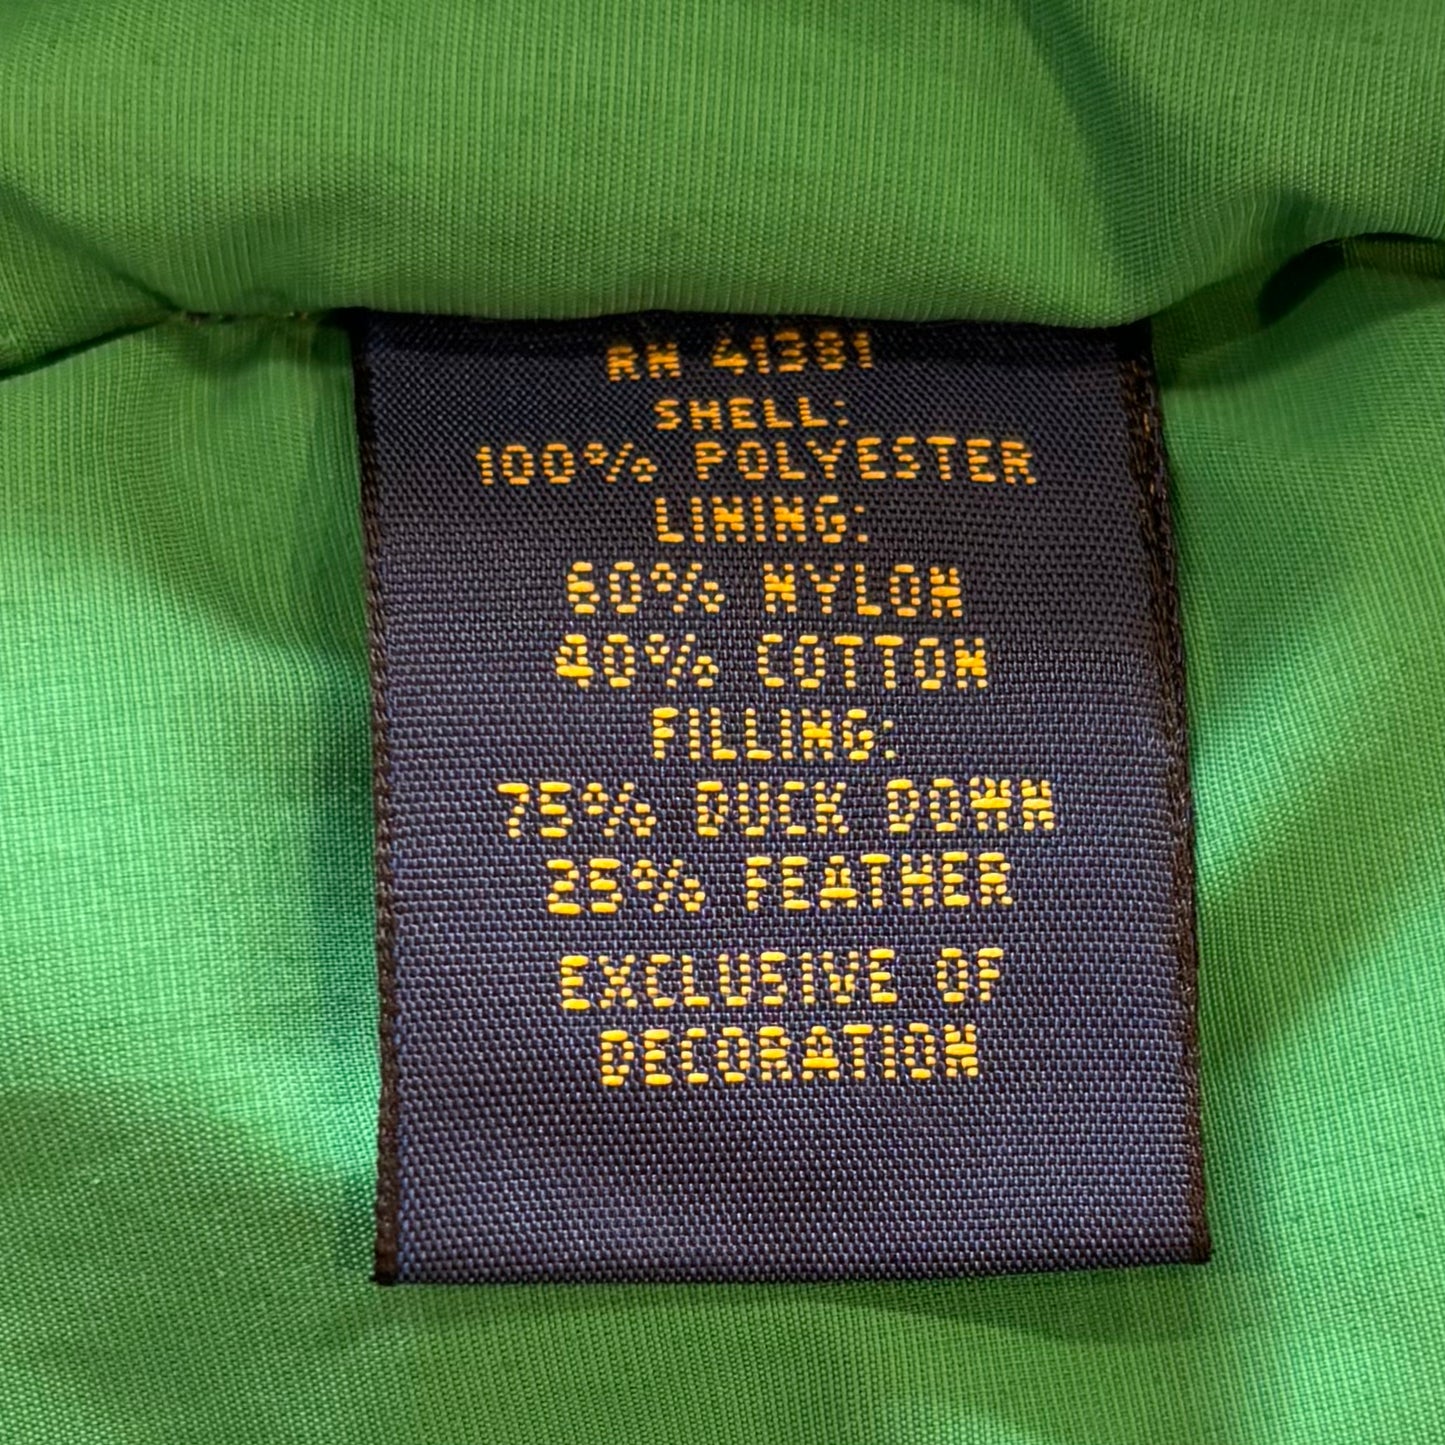 RN 41381
SHELL:
100% POLYESTER
LINING:
60% NYLON
40% COTTON
FILLING:
75% DUCK DOWN
25% FEATHER
EXCLUSIVE OF
DECORATION